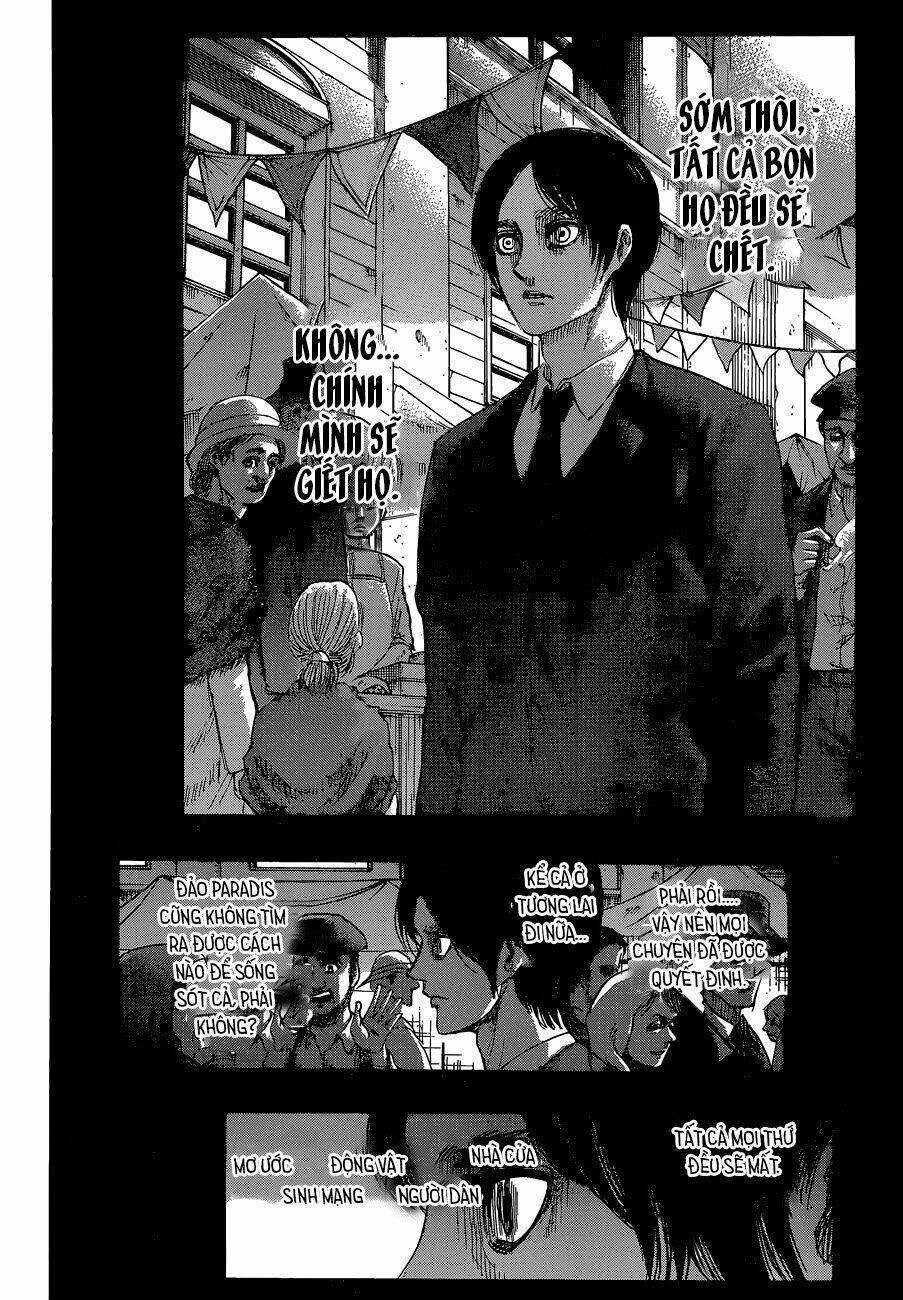 SỚM THÔI,
TẤT CẢ BỌN
HỌ ĐỀU SẼ
CHẾT.
KHÔNG...
CHÍNH
MÌNH SẼ
GIẾT HỌ.
PHẢI RỒI....
VẬY NÊN MỌI
CHUYỆN ĐÃ ĐƯỢC
QUYẾT ĐỊNH.
KỂ CẢ Ở
TƯƠNG LAI
ĐI NỮA...
ĐẢO PARADIS
CŨNG KHÔNG TÌM
RA ĐƯỢC CÁCH
NÀO ĐỂ SỐNG
SÓT CẢ, PHẢI
KHÔNG?
TẤT CẢ MỌI THỨ
ĐỀU SẼ MẤT.
NHÀ CỬA
ĐỘNG VẬT
MƠ ƯỚC
NGƯỜI DÂN
SINH MẠNG